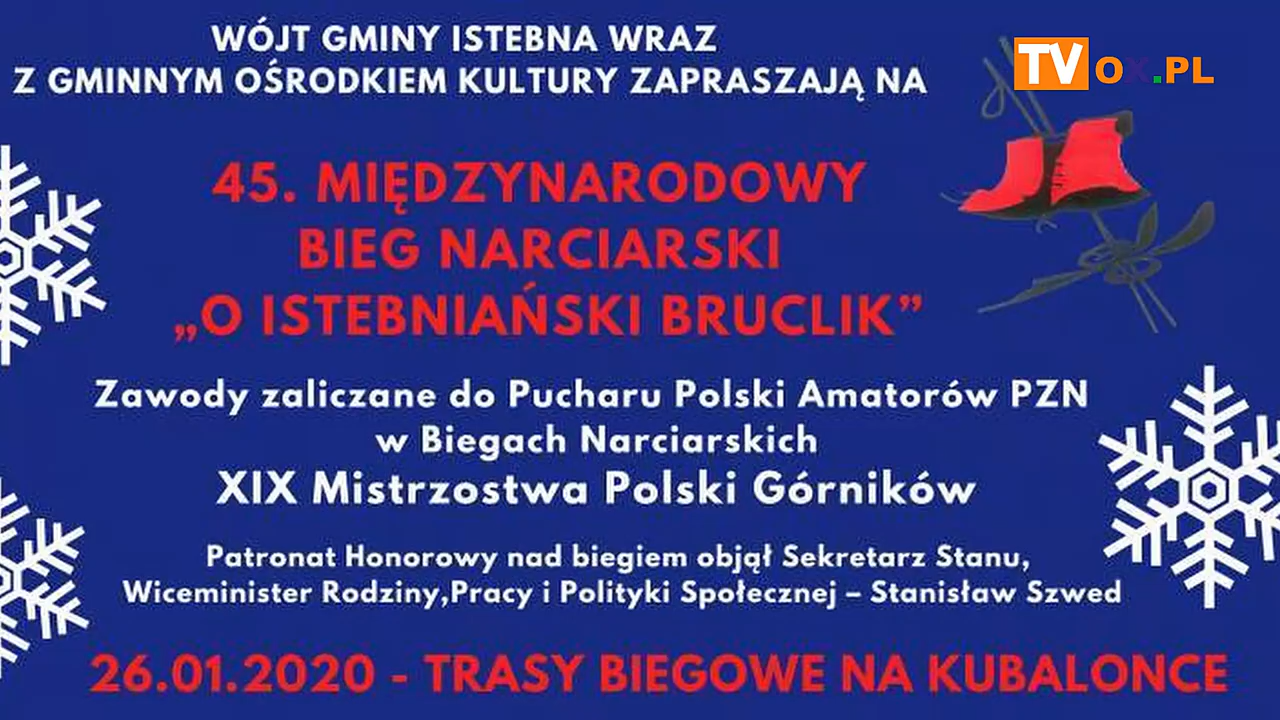 WÓJT GMINY ISTEBNA WRAZ
Z GMINNYM OŚRODKIEM KULTURY ZAPRASZAJĄ NA
TVox.PL
45. MIĘDZYNARODOWY
BIEG NARCIARSKI
„O ISTEBNIAŃSKI BRUCLIK”
Zawody zaliczane do Pucharu Polski Amatorów PZN
w Biegach Narciarskich
XIX Mistrzostwa Polski Górników
Patronat Honorowy nad biegiem objął Sekretarz Stanu,
Wiceminister Rodziny,Pracy i Polityki Społecznej – Stanisław Szwed
26.01.2020 - TRASY BIEGOWE NA KUBALONCE